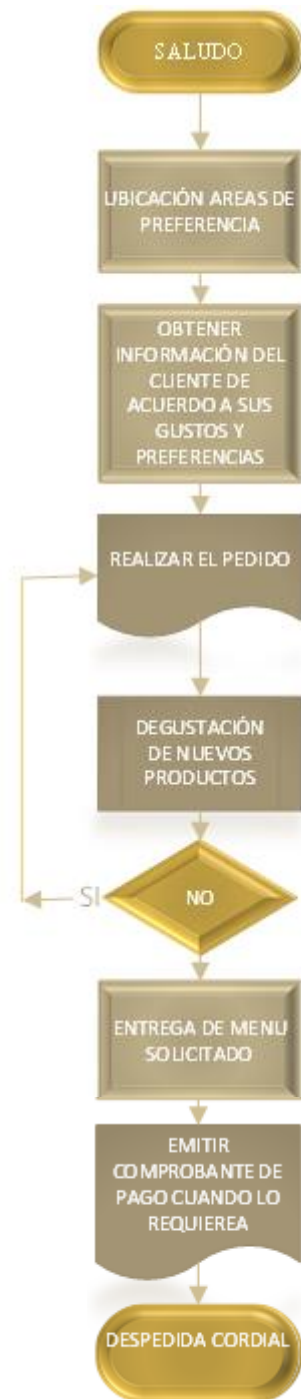 SALUDO
UBICACIÓN AREAS DE
PREFERENCIA
OBTENER
INFORMACIÓN DEL
CLIENTE DE
ACUERDO A SUS
GUSTOS Y
PREFERENCIAS
REALIZAR EL PEDIDO
DEGUSTACIÓN
DE NUEVOS
PRODUCTOS
SI
NO
ENTREGA DE MENU
SOLICITADO
EMITIR
COMPROBANTE DE
PAGO CUANDO LO
REQUIEREA
DESPEDIDA CORDIAL